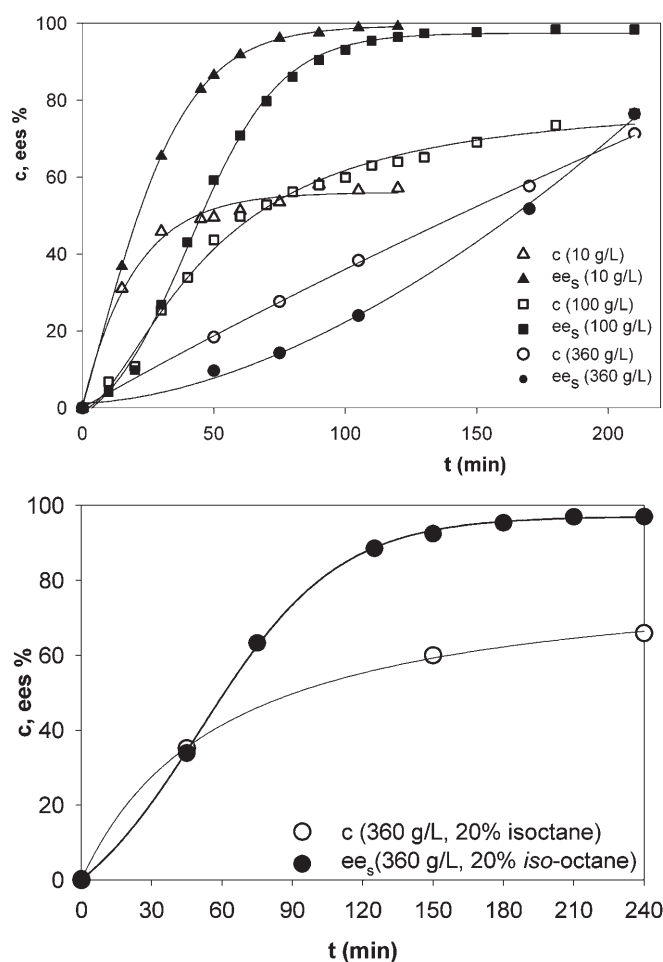 100
80
60
40
20
0
c, ees %
c (10 g/L)
ees (10 g/L)
c (100 g/L)
ees (100 g/L)
c (360 g/L)
ees (360 g/L)
0 50 100 150 200
t (min)
100
80
60
40
20
0
c, ees %
c (360 g/L, 20% isoctane)
ees(360 g/L, 20% iso-octane)
0 30 60 90 120 150 180 210 240
t (min)